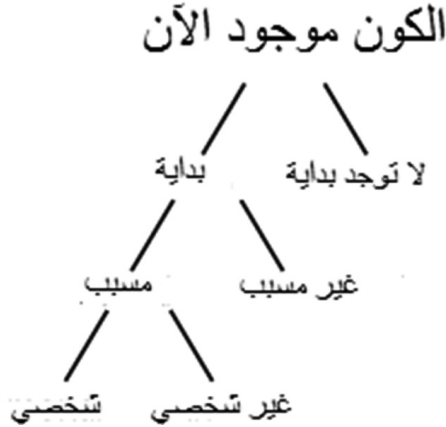 الكون موجود الآن
لا توجد بداية
بداية
غير مسبب
مسبب
غير شخصي
شخصي